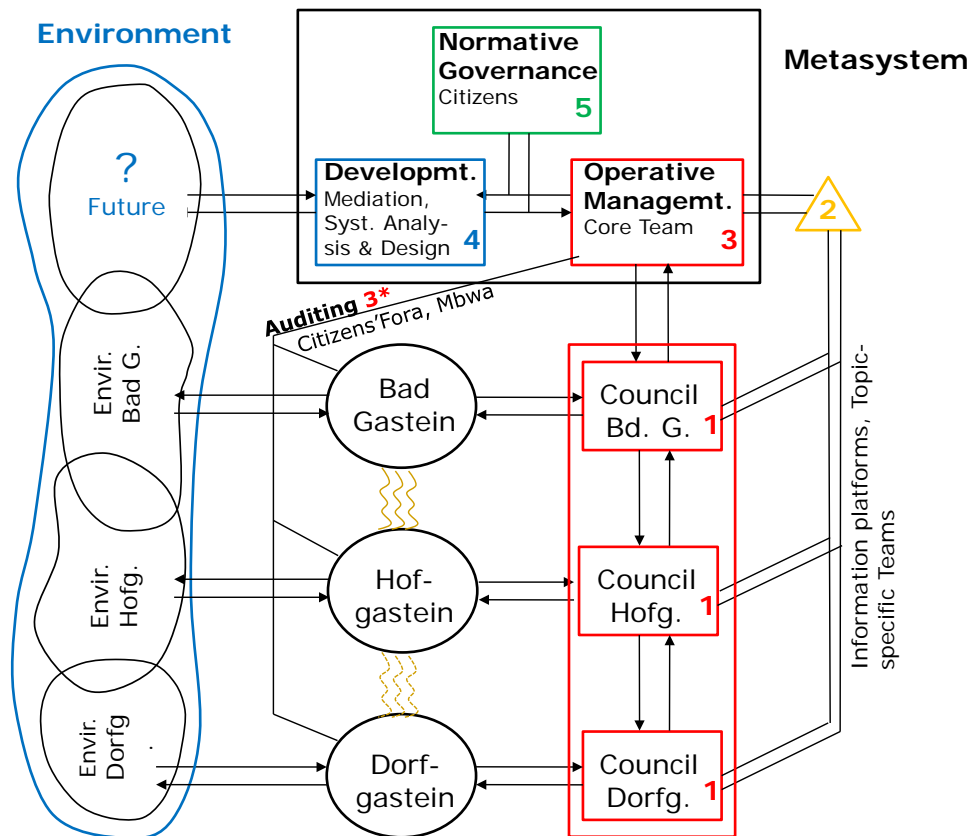 Environment
Metasystem
Normative
Governance
Citizens
5
?
Future
Developmt.
Mediation,
Syst. Analy-
sis & Design
4
Operative
Managemt.
Core Team
3
2
Auditing 3*
Citizens'Fora, Mbwa
Envir.
Bad G.
Bad
Gastein
Council
Bd. G.
1
Information platforms, Topic-
specific Teams
Envir.
Hofg.
Hof-
gastein
Council
Hofg.
1
Envir.
Dorfg
.
Dorf-
gastein
Council
Dorfg.
1